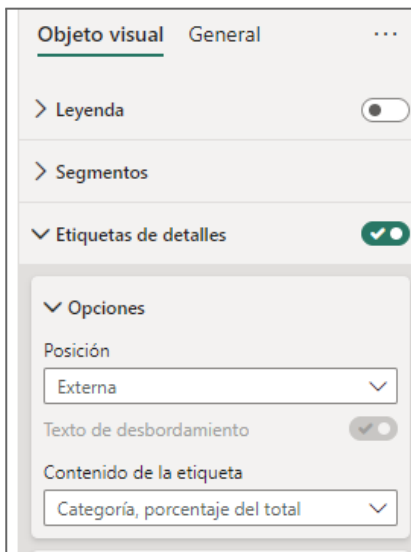 Objeto visual General ...
Leyenda
Segmentos
Etiquetas de detalles
Opciones
Posición
Externa
Texto de desbordamiento
Contenido de la etiqueta
Categoría, porcentaje del total